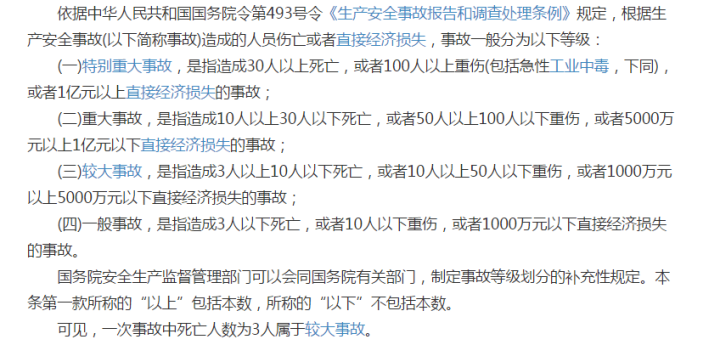 依据中华人民共和国国务院令第493号令《生产安全事故报告和调查处理条例》规定，根据生
产安全事故(以下简称事故)造成的人员伤亡或者直接经济损失，事故一般分为以下等级：
(一)特别重大事故，是指造成30人以上死亡，或者100人以上重伤(包括急性工业中毒，下同)，
或者1亿元以上直接经济损失的事故；
(二)重大事故，是指造成10人以上30人以下死亡，或者50人以上100人以下重伤，或者5000万
元以上1亿元以下直接经济损失的事故；
(三)较大事故，是指造成3人以上10人以下死亡，或者10人以上50人以下重伤，或者1000万元
以上5000万元以下直接经济损失的事故；
(四)一般事故，是指造成3人以下死亡，或者10人以下重伤，或者1000万元以下直接经济损失
的事故。
国务院安全生产监督管理部门可以会同国务院有关部门，制定事故等级划分的补充性规定。本
条第一款所称的“以上”包括本数，所称的“以下”不包括本数。
可见，一次事故中死亡人数为3人属于较大事故。